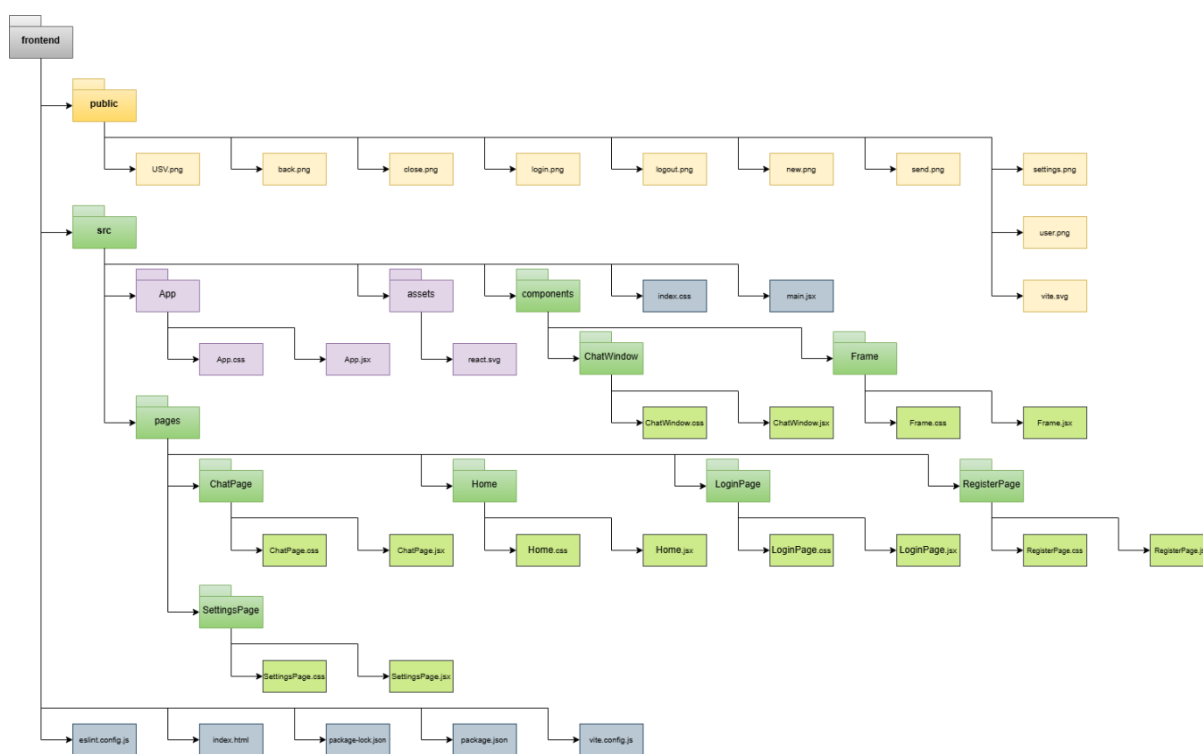 frontend
public
USV.png
back.png
close.png
login.png
logout.png
new.png
send.png
settings.png
src
user.png
App
assets
components
index.css
main.jsx
vite.svg
App.css
App.jsx
react.svg
ChatWindow
Frame
pages
ChatWindow.css
ChatWindow.jsx
Frame.css
Frame.jsx
ChatPage
Home
LoginPage
RegisterPage
ChatPage.css
ChatPage.jsx
Home.css
Home.jsx
LoginPage.css
LoginPage.jsx
RegisterPage.css
RegisterPage.js
SettingsPage
SettingsPage.css
SettingsPage.jsx
eslint.config.js
index.html
package-lock.json
package.json
vite.config.js